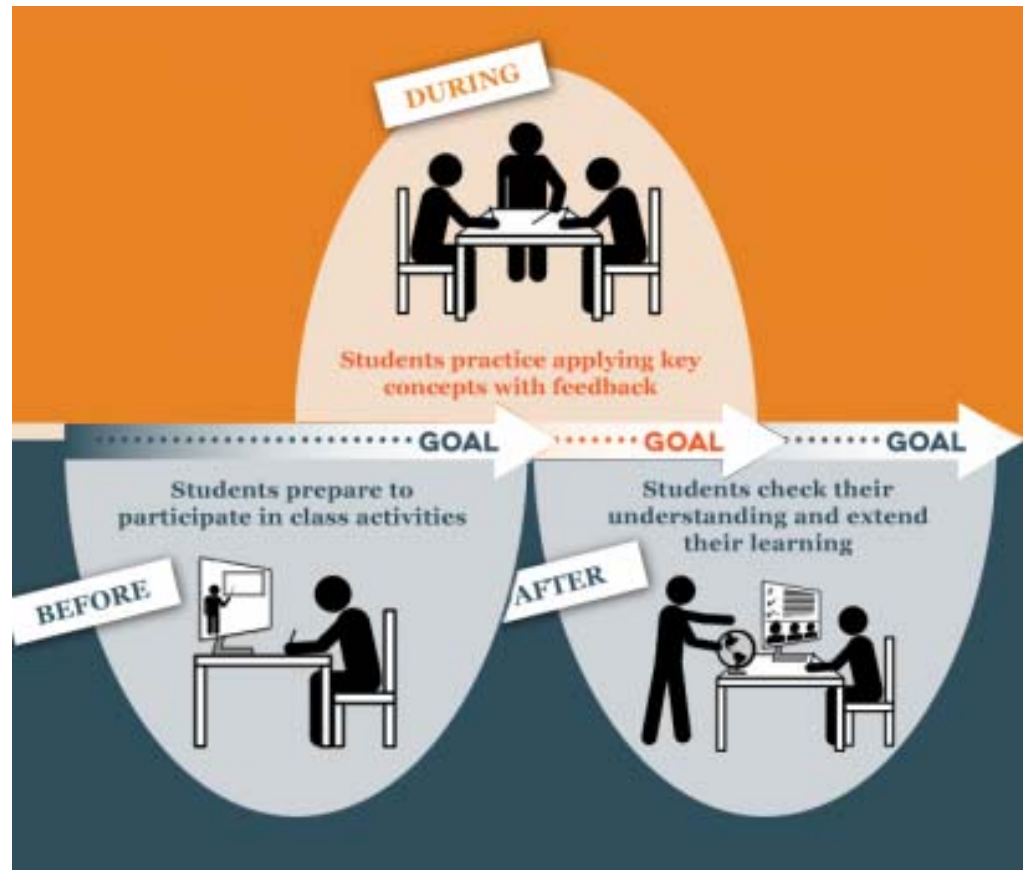 DURING
Students practice applying key
concepts with feedback
GOAL
GOAL
GOAL
Students prepare to
participate in class activities
BEFORE
Students check their
understanding and extend
their learning
AFTER